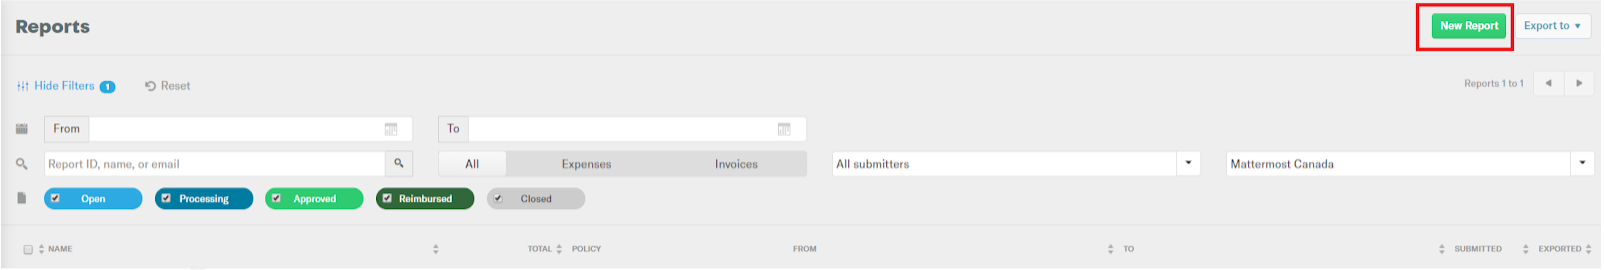 Reports
New Report Export to
Hide Filters 1 Reset Reports 1 to 1
From To
Report ID, name, or email All Expenses Invoices All submitters Mattermost Canada
Open Processing Approved Reimbursed Closed
NAME TOTAL POLICY FROM TO SUBMITTED EXPORTED